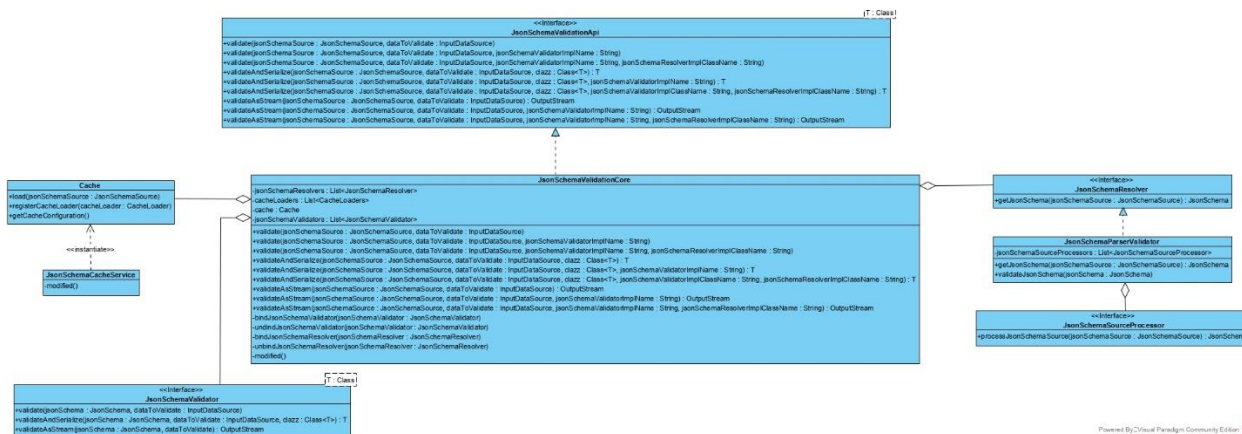 T : Class
<<Interface>>
JsonSchemaValidationApi
+validate(jsonSchemaSource : JsonSchemaSource, dataToValidate : InputDataSource)
+validate(jsonSchemaSource : JsonSchemaSource, dataToValidate : InputDataSource, jsonSchemaValidatorImplName : String)
+validate(jsonSchemaSource : JsonSchemaSource, dataToValidate : InputDataSource, jsonSchemaValidatorImplName : String, jsonSchemaResolverImplClassName : String)
+validateAndSerialize(jsonSchemaSource : JsonSchemaSource, dataToValidate : InputDataSource, clazz : Class<T>) : T
+validateAndSerialize(jsonSchemaSource : JsonSchemaSource, dataToValidate : InputDataSource, clazz : Class<T>, jsonSchemaValidatorImplName : String) : T
+validateAndSerialize(jsonSchemaSource : JsonSchemaSource, dataToValidate : InputDataSource, clazz : Class<T>, jsonSchemaValidatorImplClassName : String, jsonSchemaResolverImplClassName : String) : T
+validateAsStream(jsonSchemaSource : JsonSchemaSource, dataToValidate : InputDataSource) : OutputStream
+validateAsStream(jsonSchemaSource : JsonSchemaSource, dataToValidate : InputDataSource, jsonSchemaValidatorImplName : String) : OutputStream
+validateAsStream(jsonSchemaSource : JsonSchemaSource, dataToValidate : InputDataSource, jsonSchemaValidatorImplName : String, jsonSchemaResolverImplClassName : String) : OutputStream
Cache
+load(jsonSchemaSource : JsonSchemaSource)
+registerCacheLoader(cacheLoader : CacheLoader)
+getCacheConfiguration()
<<instantiate>>
JsonSchemaCacheService
-modified()
JsonSchemaValidationCore
-jsonSchemaResolvers : List<JsonSchemaResolver>
-cacheLoaders : List<CacheLoaders>
-cache : Cache
-jsonSchemaValidators : List<JsonSchemaValidator>
+validate(jsonSchemaSource : JsonSchemaSource, dataToValidate : InputDataSource)
+validate(jsonSchemaSource : JsonSchemaSource, dataToValidate : InputDataSource, jsonSchemaValidatorImplName : String)
+validate(jsonSchemaSource : JsonSchemaSource, dataToValidate : InputDataSource, jsonSchemaValidatorImplName : String, jsonSchemaResolverImplClassName : String)
+validateAndSerialize(jsonSchemaSource : JsonSchemaSource, dataToValidate : InputDataSource, clazz : Class<T>) : T
+validateAndSerialize(jsonSchemaSource : JsonSchemaSource, dataToValidate : InputDataSource, clazz : Class<T>, jsonSchemaValidatorImplName : String) : T
+validateAndSerialize(jsonSchemaSource : JsonSchemaSource, dataToValidate : InputDataSource, clazz : Class<T>, jsonSchemaValidatorImplClassName : String, jsonSchemaResolverImplClassName : String) : T
+validateAsStream(jsonSchemaSource : JsonSchemaSource, dataToValidate : InputDataSource) : OutputStream
+validateAsStream(jsonSchemaSource : JsonSchemaSource, dataToValidate : InputDataSource, jsonSchemaValidatorImplName : String) : OutputStream
+validateAsStream(jsonSchemaSource : JsonSchemaSource, dataToValidate : InputDataSource, jsonSchemaValidatorImplName : String, jsonSchemaResolverImplClassName : String) : OutputStream
-bindJsonSchemaValidator(jsonSchemaValidator : JsonSchemaValidator)
-undindJsonSchemaValidator(jsonSchemaValidator : JsonSchemaValidator)
-bindJsonSchemaResolver(jsonSchemaResolver : JsonSchemaResolver)
-unbindJsonSchemaResolver(jsonSchemaResolver : JsonSchemaResolver)
-modified()
<<Interface>>
JsonSchemaResolver
+getJsonSchema(jsonSchemaSource : JsonSchemaSource) : JsonSchema
JsonSchemaParserValidator
-jsonSchemaSourceProcessors : List<JsonSchemaSourceProcessor>
+getJsonSchema(jsonSchemaSource : JsonSchemaSource) : JsonSchema
+validateJsonSchema(jsonSchema : JsonSchema)
<<Interface>>
JsonSchemaSourceProcessor
+processJsonSchemaSource(jsonSchemaSource : JsonSchemaSource) : JsonSchem
T : Class
<<Interface>>
JsonSchemaValidator
+validate(jsonSchema : JsonSchema, dataToValidate : InputDataSource)
+validateAndSerialize(jsonSchema : JsonSchema, dataToValidate : InputDataSource, clazz : Class<T>) : T
+validateAsStream(jsonSchema : JsonSchema, dataToValidate) : OutputStream
Powered By Visual Paradigm Community Edition